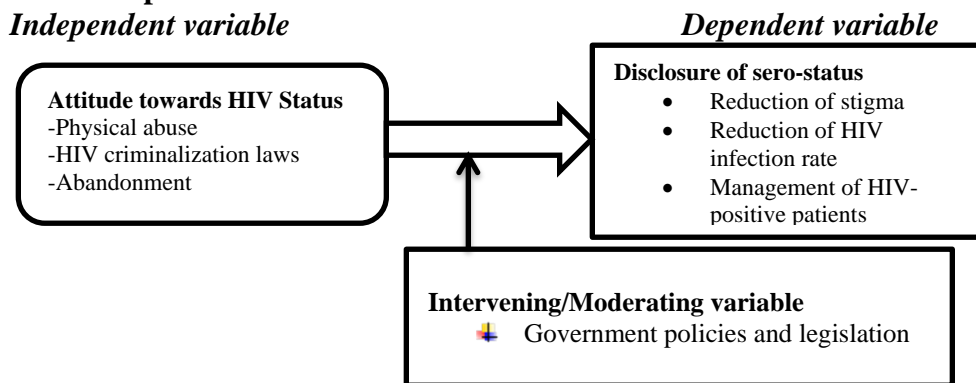 Independent variable
Dependent variable
Attitude towards HIV Status
-Physical abuse
-HIV criminalization laws
-Abandonment
Disclosure of sero-status
• Reduction of stigma
• Reduction of HIV
infection rate
• Management of HIV-
positive patients
Intervening/Moderating variable
Government policies and legislation